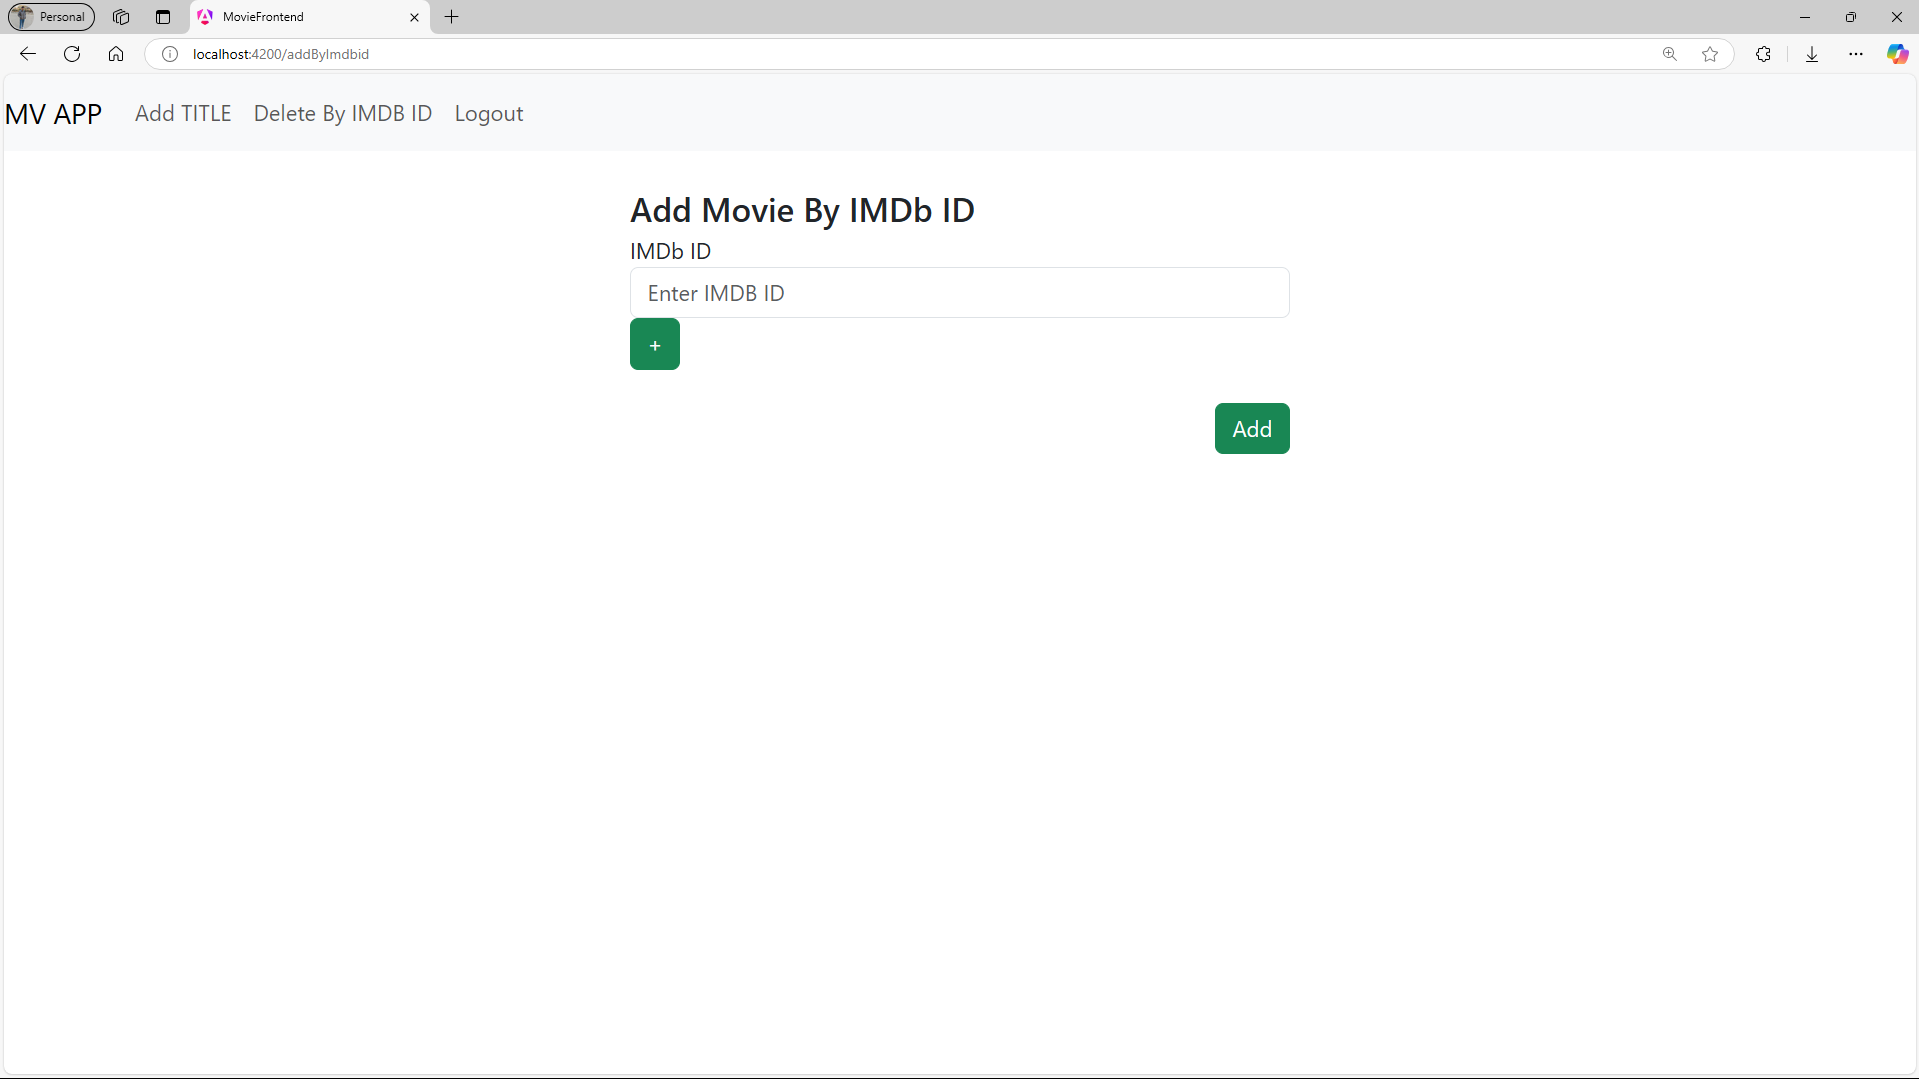 Personal
MovieFrontend
localhost:4200/addByImdbid
MV APP
Add TITLE
Delete By IMDB ID
Logout
Add Movie By IMDb ID
IMDb ID
Enter IMDB ID
+
Add